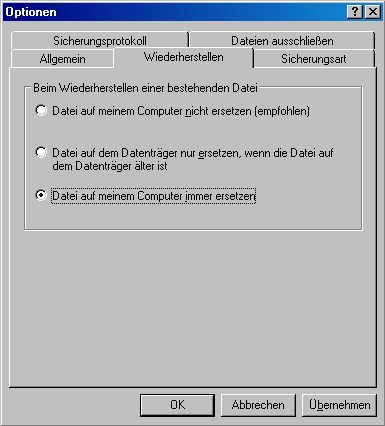 Optionen
Sicherungsprotokoll
Dateien ausschließen
Allgemein
Wiederherstellen
Sicherungsart
Beim Wiederherstellen einer bestehenden Datei
Datei auf meinem Computer nicht ersetzen (empfohlen)
Datei auf dem Datenträger nur ersetzen, wenn die Datei auf
dem Datenträger älter ist
Datei auf meinem Computer immer ersetzen
OK
Abbrechen
Übernehmen